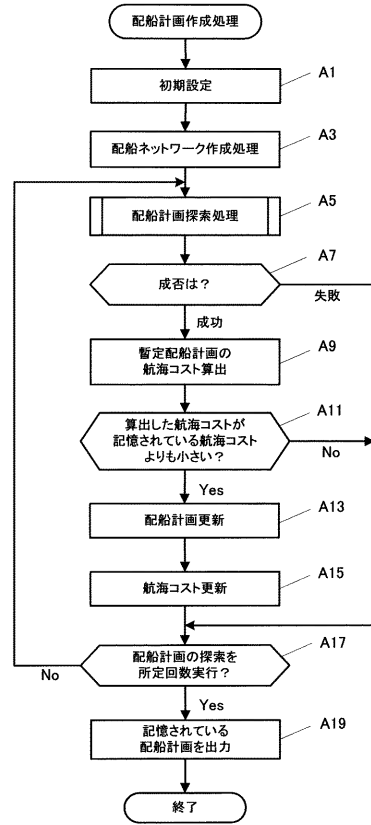 配船計画作成処理
初期設定
A1
配船ネットワーク作成処理
A3
配船計画探索処理
A5
成否は？
A7
失敗
成功
暫定配船計画の
航海コスト算出
A9
算出した航海コストが
記憶されている航海コスト
よりも小さい？
A11
No
Yes
配船計画更新
A13
航海コスト更新
A15
配船計画の探索を
所定回数実行？
A17
No
Yes
記憶されている
配船計画を出力
A19
終了